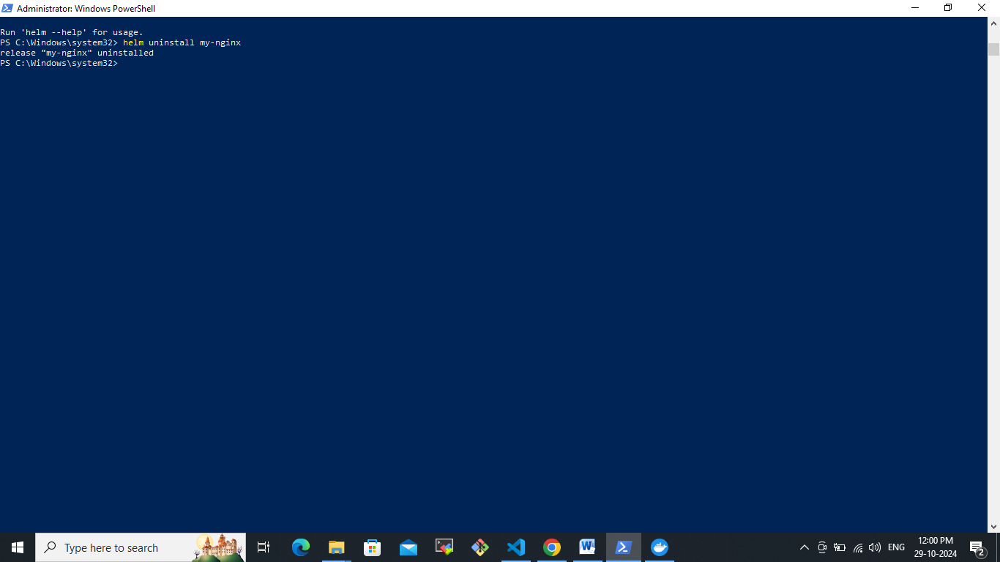 Administrator: Windows PowerShell
Run 'helm --help' for usage.
PS C:\Windows\system32> helm uninstall my-nginx
release "my-nginx" uninstalled
PS C:\Windows\system32>
Type here to search
ENG
12:00 PM
29-10-2024
2